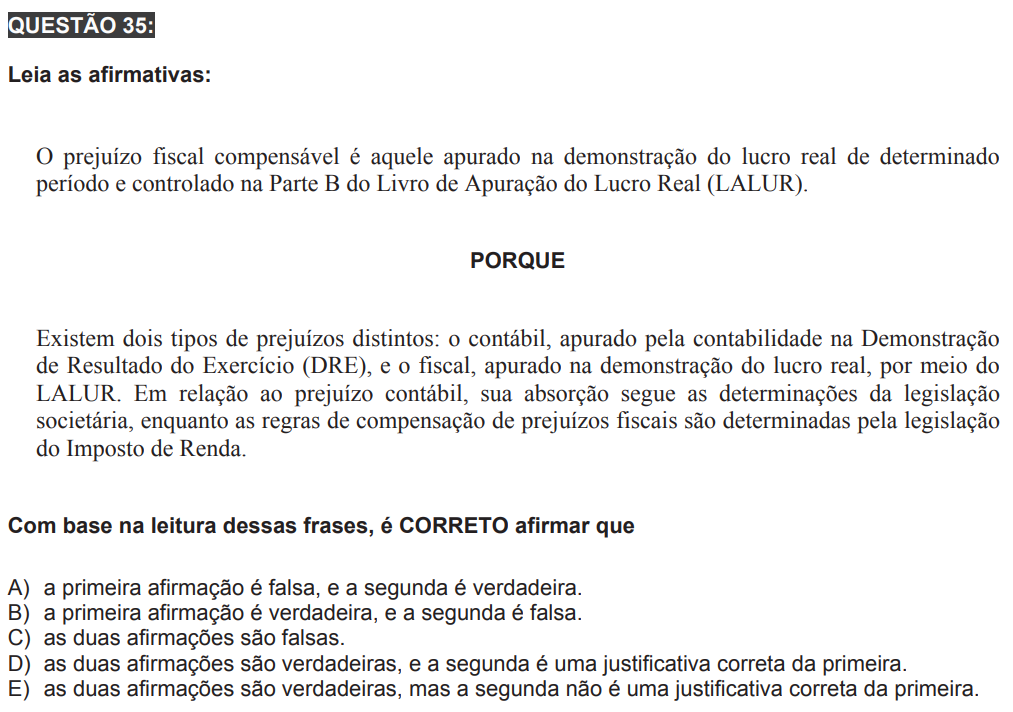 QUESTÃO 35:
Leia as afirmativas:
O prejuízo fiscal compensável é aquele apurado na demonstração do lucro real de determinado
período e controlado na Parte B do Livro de Apuração do Lucro Real (LALUR).
PORQUE
Existem dois tipos de prejuízos distintos: o contábil, apurado pela contabilidade na Demonstração
de Resultado do Exercício (DRE), e o fiscal, apurado na demonstração do lucro real, por meio do
LALUR. Em relação ao prejuízo contábil, sua absorção segue as determinações da legislação
societária, enquanto as regras de compensação de prejuízos fiscais são determinadas pela legislação
do Imposto de Renda.
Com base na leitura dessas frases, é CORRETO afirmar que
A) a primeira afirmação é falsa, e a segunda é verdadeira.
B) a primeira afirmação é verdadeira, e a segunda é falsa.
C) as duas afirmações são falsas.
D) as duas afirmações são verdadeiras, e a segunda é uma justificativa correta da primeira.
E) as duas afirmações são verdadeiras, mas a segunda não é uma justificativa correta da primeira.